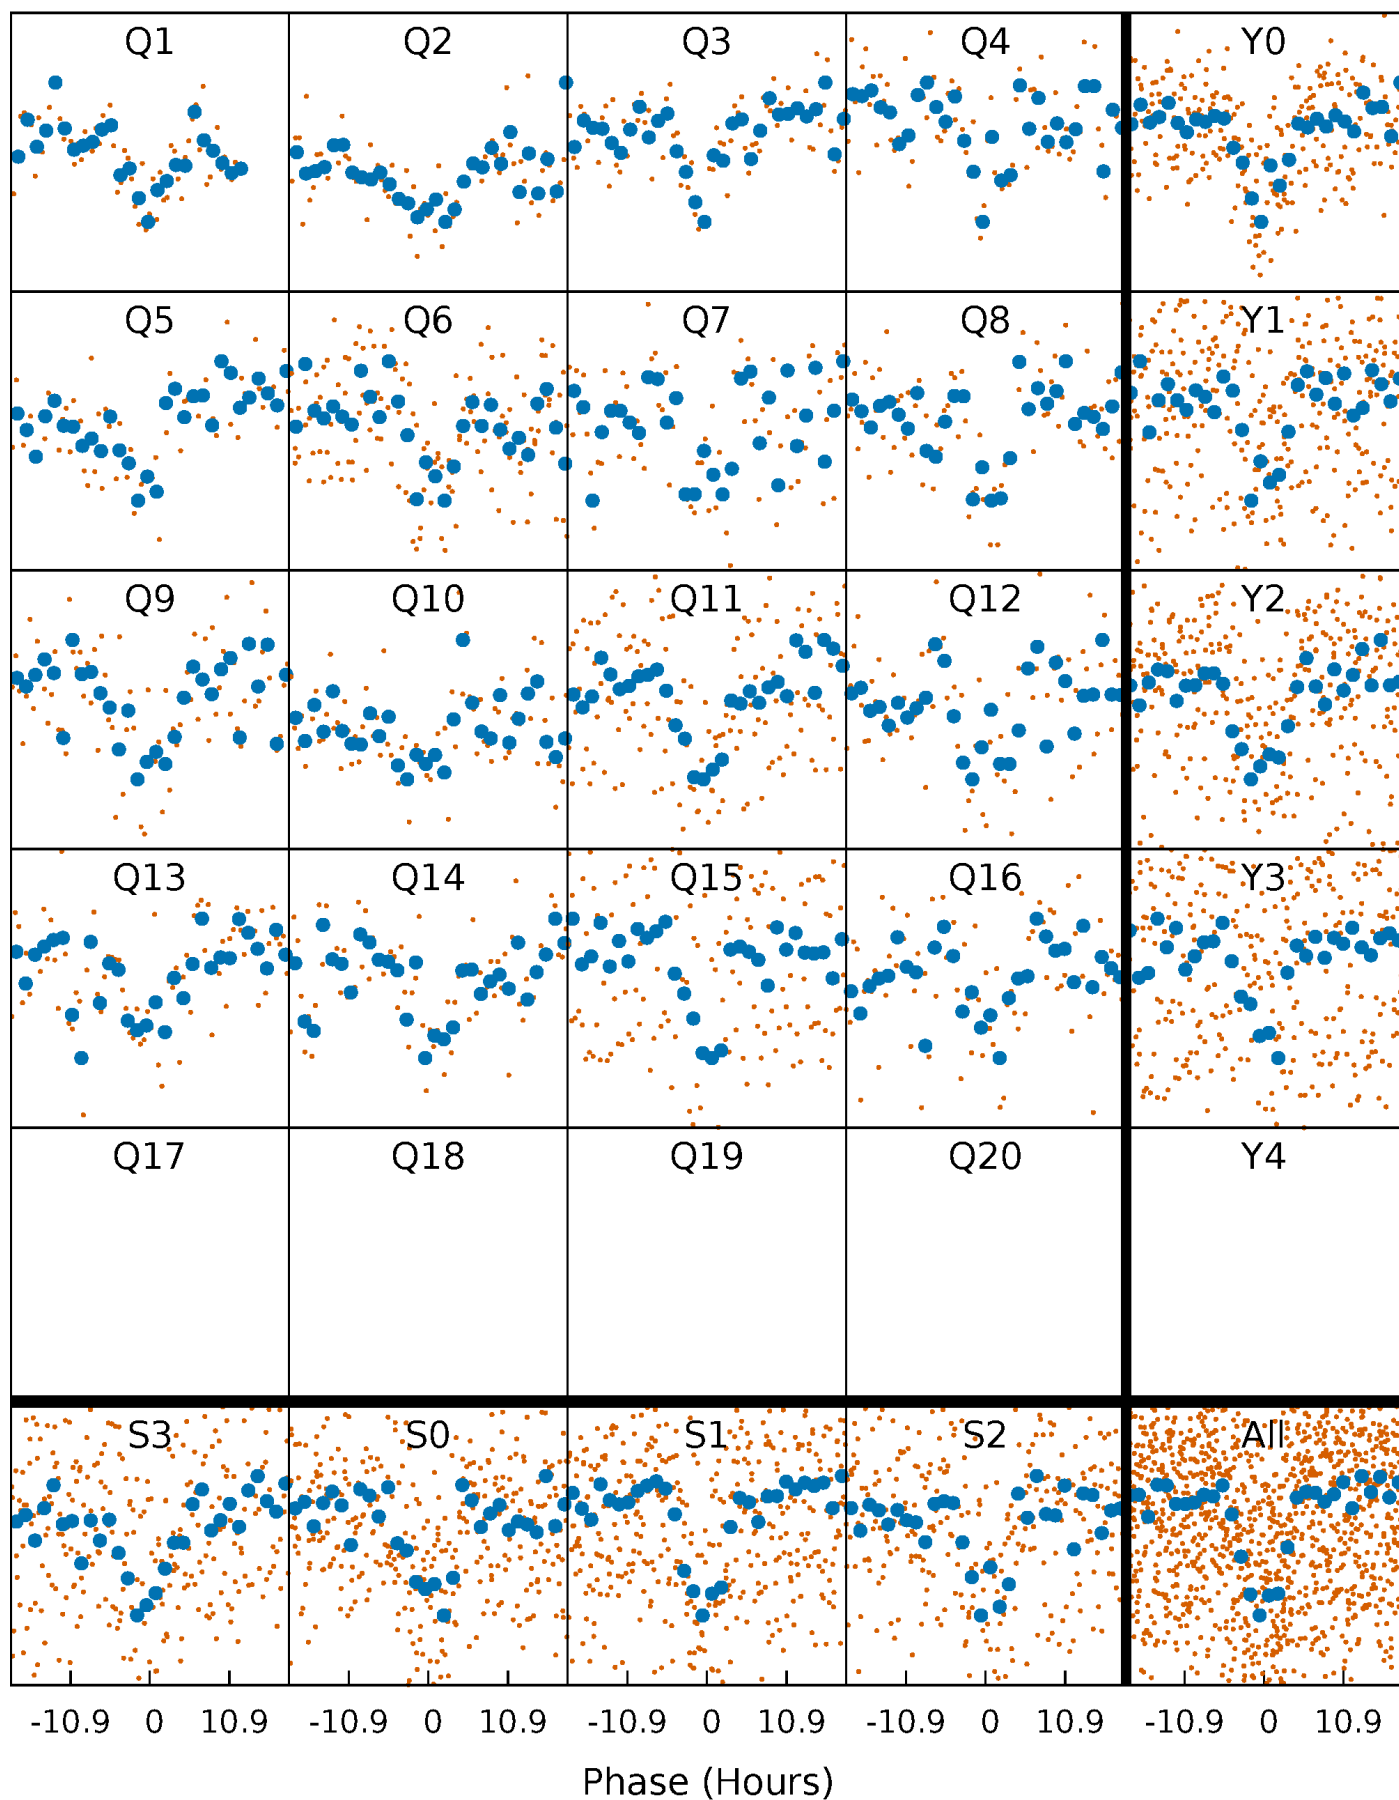 Q1 Q2 Q3 Q4 Y0
Q5 Q6 Q7 Q8 Y1
Q9 Q10 Q11 Q12 Y2
Q13 Q14 Q15 Q16 Y3
Q17 Q18 Q19 Q20 Y4
S3 S0 S1 S2 All
-10.9 0 10.9 -10.9 0 10.9 -10.9 0 10.9 -10.9 0 10.9 -10.9 0 10.9
Phase (Hours)